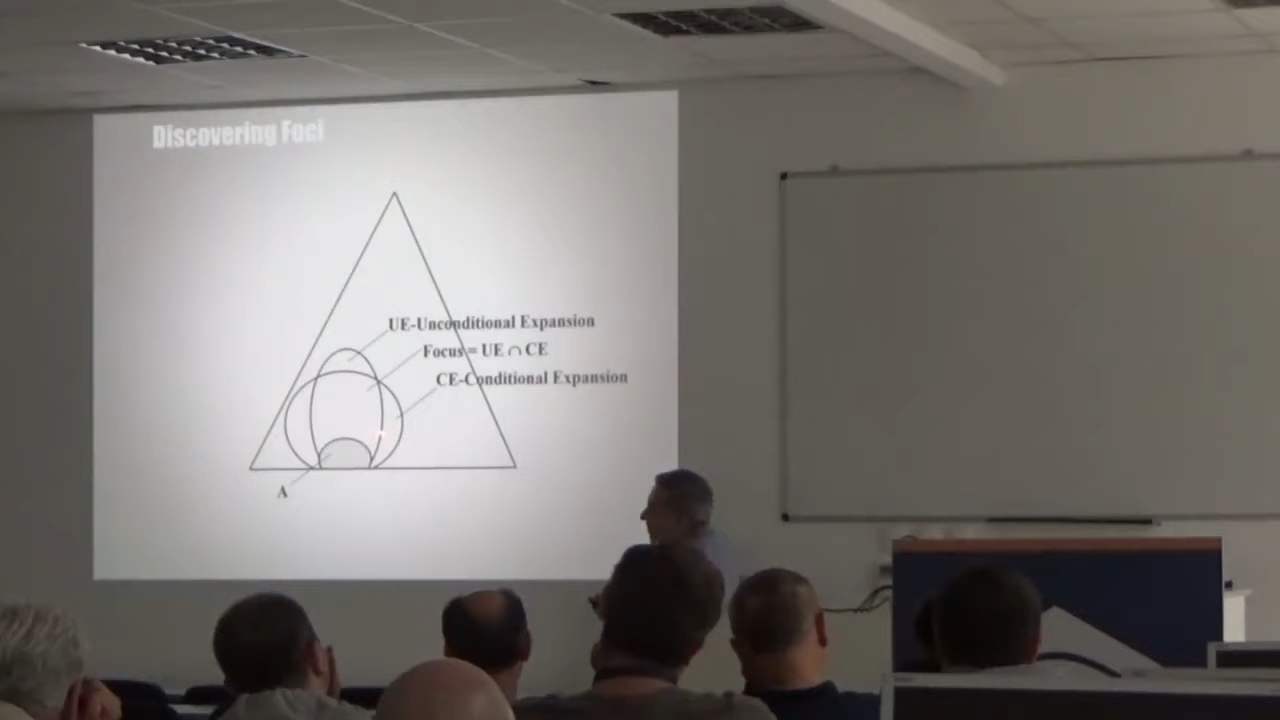 Discovering Foci
UE-Unconditional Expansion
Focus = UE ∩ CE
CE-Conditional Expansion
A